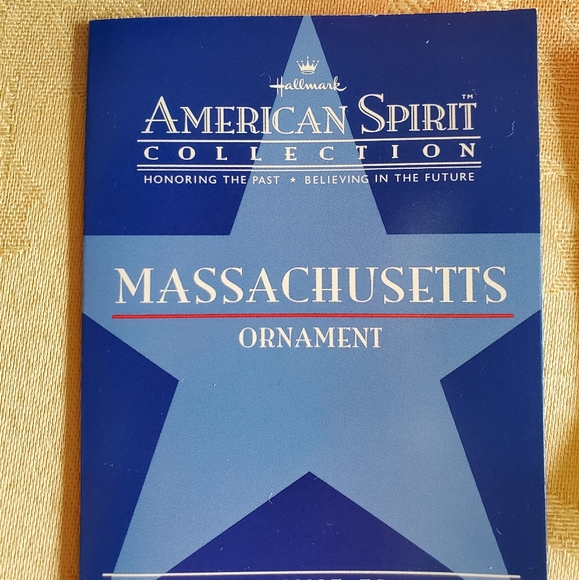 Hallmark
AMERICAN SPIRIT™
COLLECTION
HONORING THE PAST ★ BELIEVING IN THE FUTURE
MASSACHUSETTS
ORNAMENT